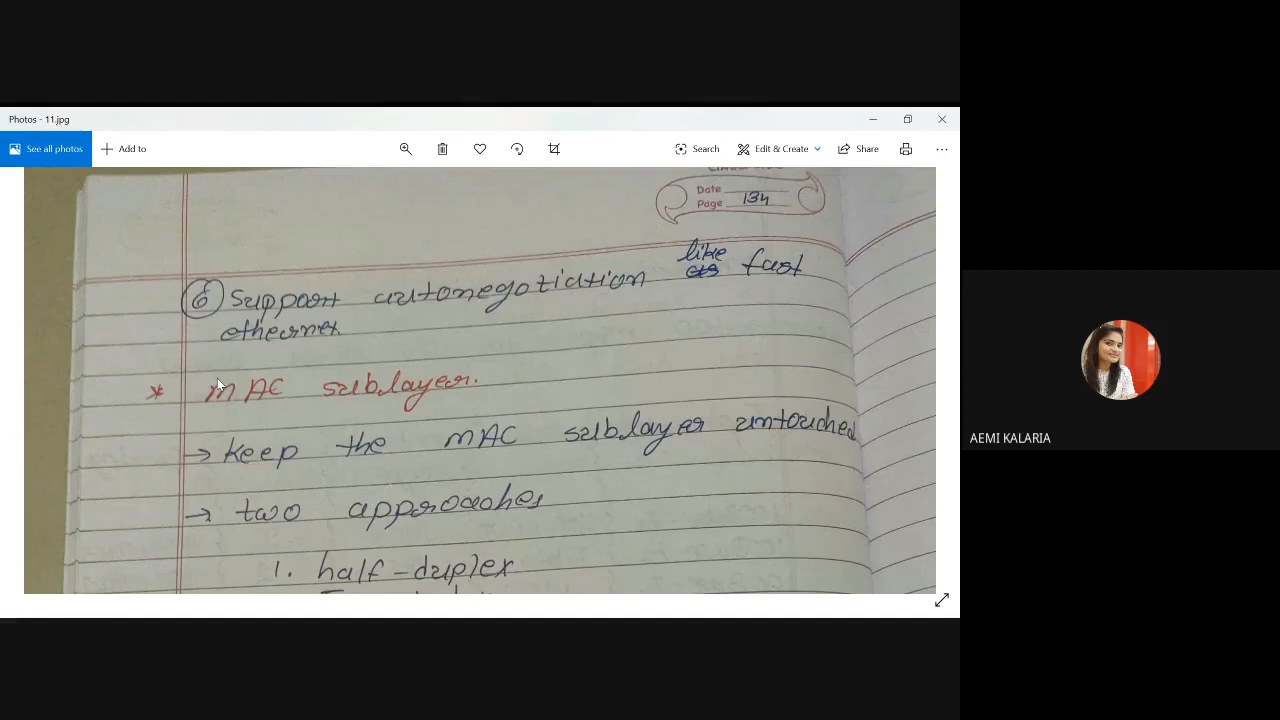 Photos - 11.jpg
See all photos
Add to
Search
Edit & Create
Share
Date
Page 134
6 Support autonegotiation like fast
ethernet.
* MAC sublayer.
→ keep the MAC sublayer untouched
→ two approaches
1. half-duplex
AEMI KALARIA